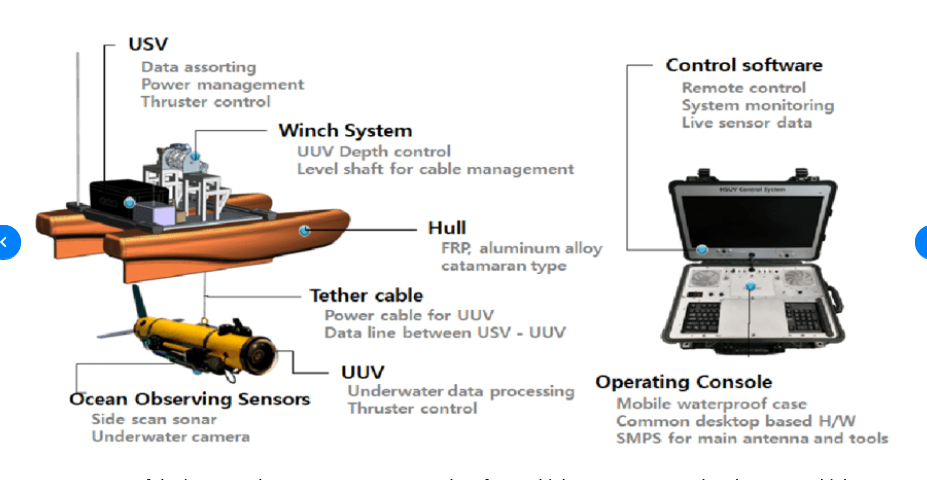 USV
Data assorting
Power management
Thruster control
Winch System
UUV Depth control
Level shaft for cable management
Hull
FRP, aluminum alloy
catamaran type
Tether cable
Power cable for UUV
Data line between USV - UUV
UUV
Underwater data processing
Thruster control
Ocean Observing Sensors
Side scan sonar
Underwater camera
Control software
Remote control
System monitoring
Live sensor data
Control System
Operating Console
Mobile waterproof case
Common desktop based H/W
SMPS for main antenna and tools